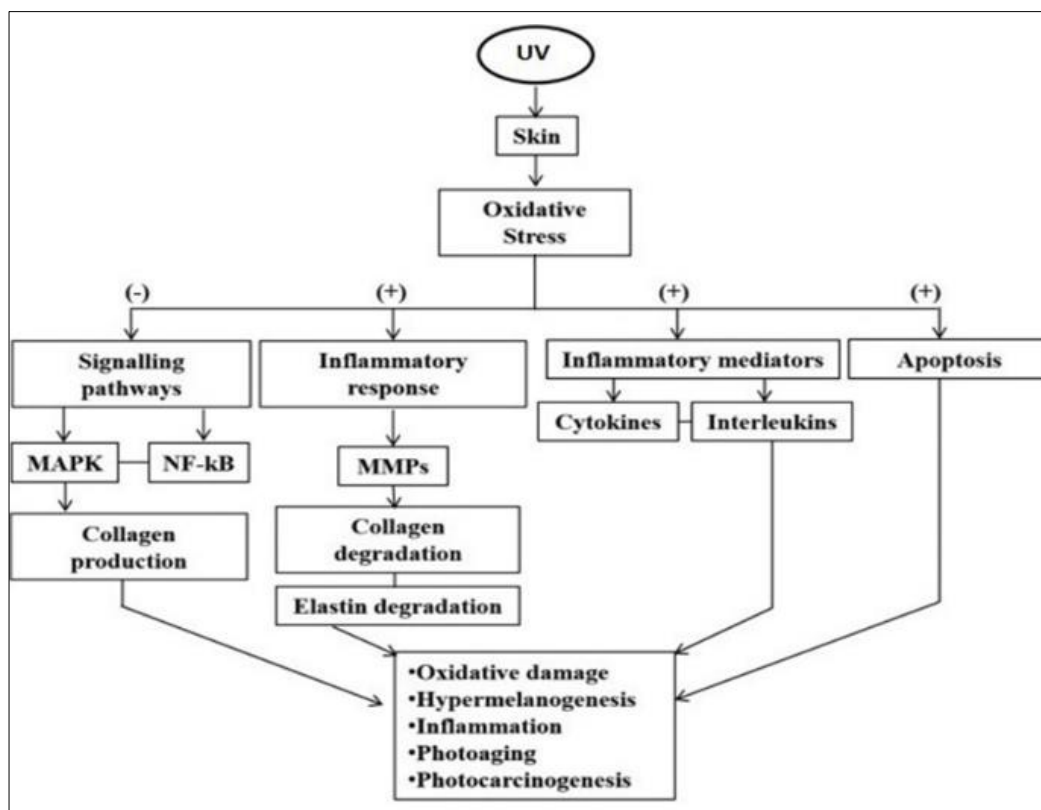 UV
Skin
Oxidative
Stress
(-)
(+)
(+)
(+)
Signalling
pathways
Inflammatory
response
Inflammatory mediators
Apoptosis
Cytokines
Interleukins
MAPK
NF-kB
MMPs
Collagen
production
Collagen
degradation
Elastin degradation
•Oxidative damage
•Hypermelanogenesis
•Inflammation
•Photoaging
•Photocarcinogenesis